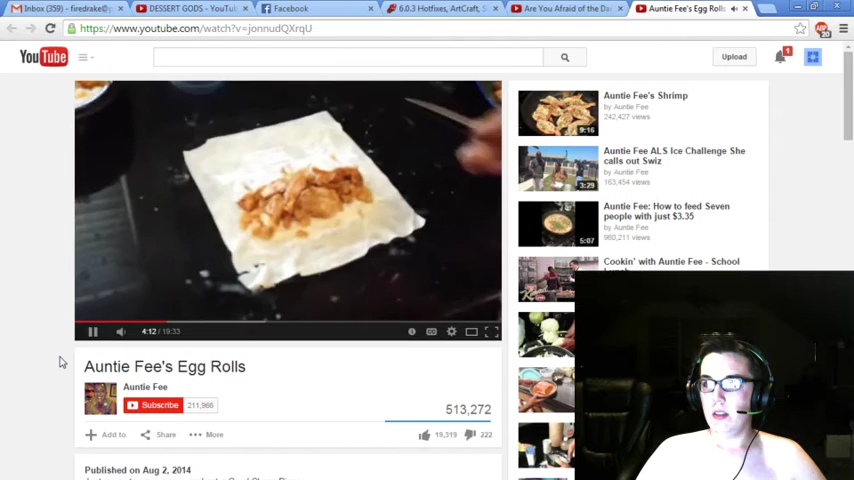 Inbox (359) - firedrake@g
DESSERT GODS - YouTub
Facebook
6.0.3 Hotfixes, ArtCraft, S
Are You Afraid of the Da
Auntie Fee's Egg Rolls
https://www.youtube.com/watch?v=jonnudQXrqU
ABP
20
YouTube
Upload
1
Auntie Fee's Shrimp
by Auntie Fee
242,427 views
9:16
Auntie Fee ALS Ice Challenge She
calls out Swiz
by Auntie Fee
163,454 views
3:29
Auntie Fee: How to feed Seven
people with just $3.35
by Auntie Fee
960,211 views
5:07
Cookin' with Auntie Fee - School
4:12 / 19:33
Auntie Fee's Egg Rolls
Auntie Fee
Subscribe
211,966
513,272
Add to
Share
More
19,319
222
Published on Aug 2, 2014